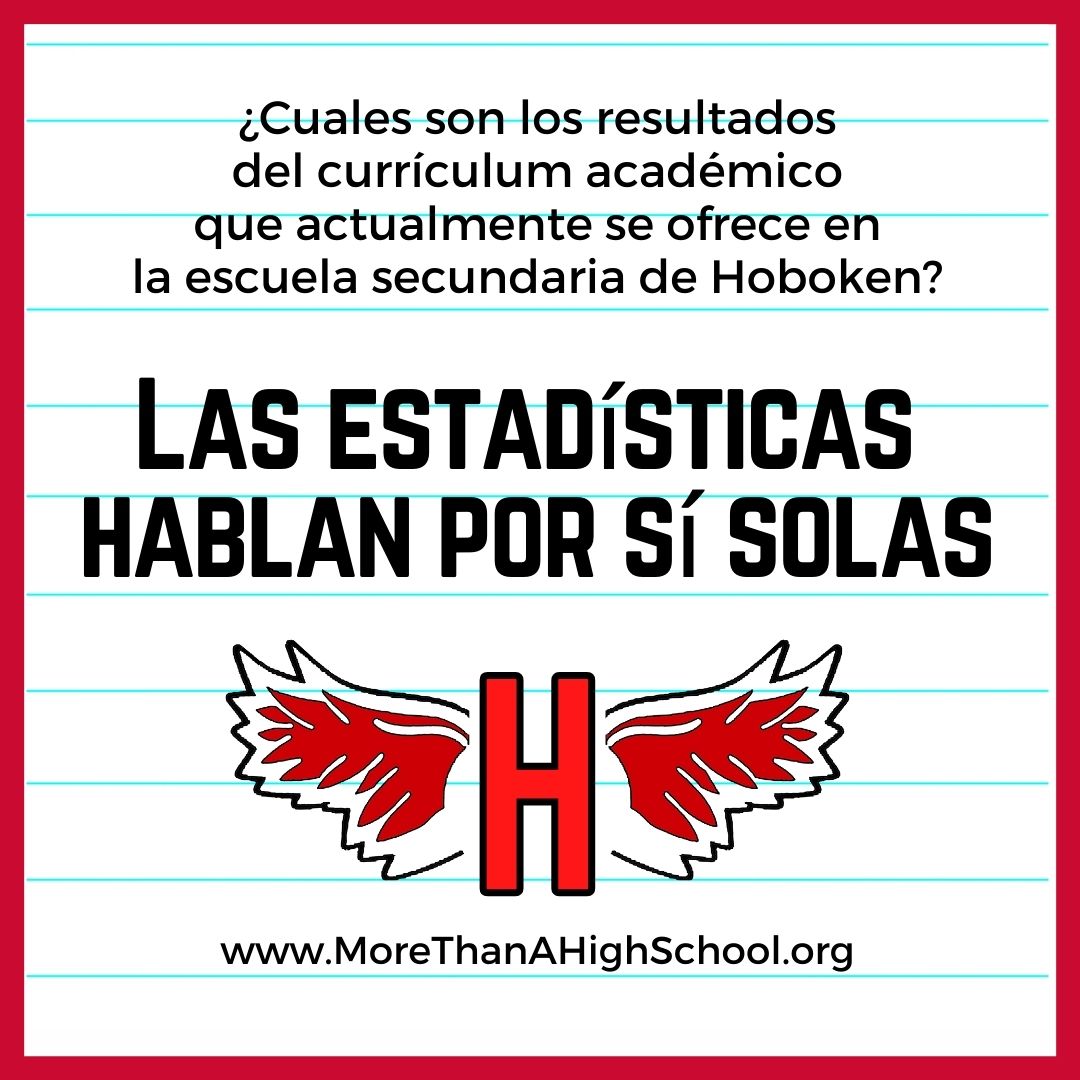 ¿Cuales son los resultados
del currículum académico
que actualmente se ofrece en
la escuela secundaria de Hoboken?
LAS ESTADíSTICAS
HABLAN POR Sí SOLAS
H
www.MoreThanAHighSchool.org